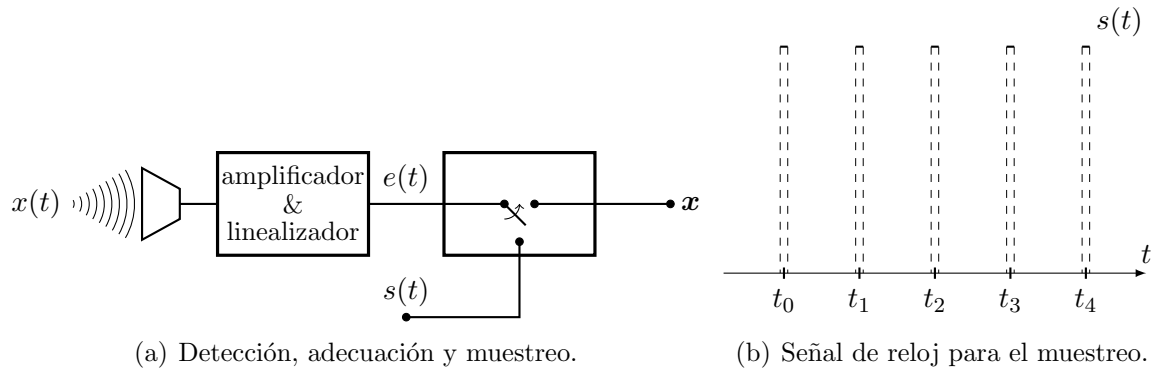 x(t)
amplificador
&
linealizador
e(t)
x
s(t)
(a) Detección, adecuación y muestreo.
s(t)
t
t₀ t₁ t₂ t₃ t₄
(b) Señal de reloj para el muestreo.